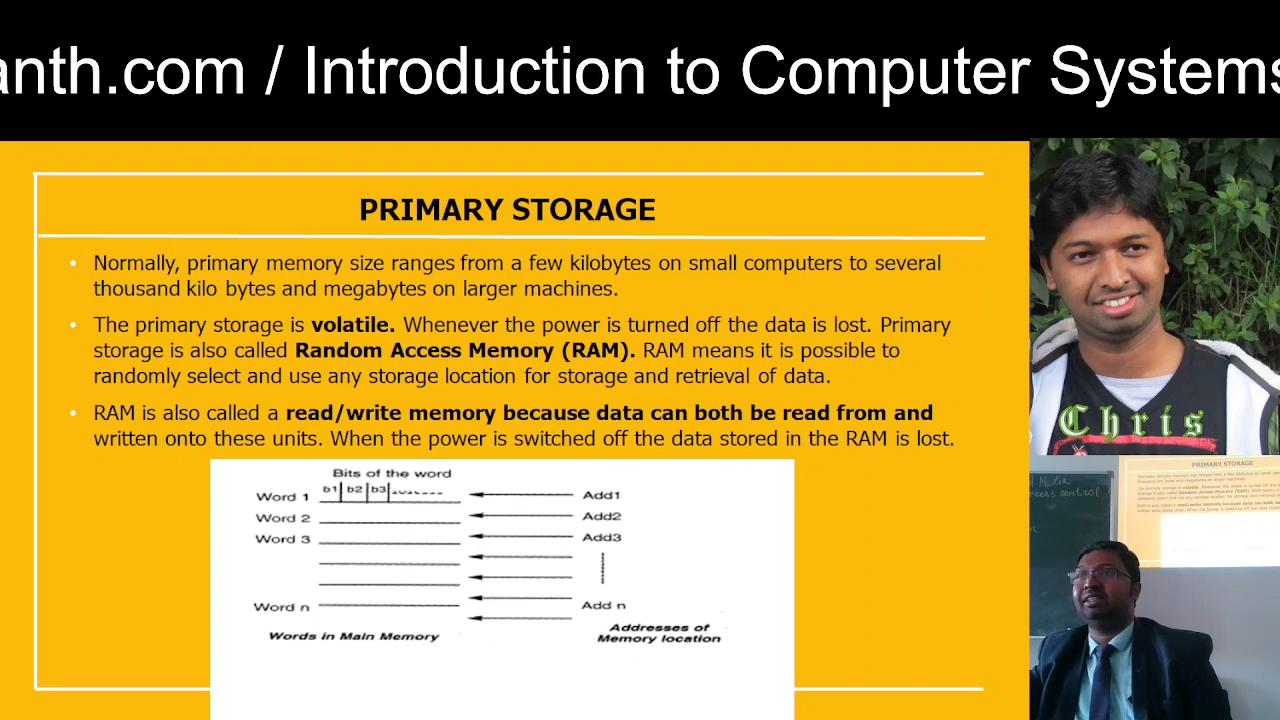 anth.com / Introduction to Computer Systems
PRIMARY STORAGE
• Normally, primary memory size ranges from a few kilobytes on small computers to several
thousand kilo bytes and megabytes on larger machines.
• The primary storage is volatile. Whenever the power is turned off the data is lost. Primary
storage is also called Random Access Memory (RAM). RAM means it is possible to
randomly select and use any storage location for storage and retrieval of data.
• RAM is also called a read/write memory because data can both be read from and
written onto these units. When the power is switched off the data stored in the RAM is lost.
Bits of the word
b1 b2 b3
Word 1 Add1
Word 2 Add2
Word 3 Add3
Word n Add n
Words in Main Memory
Addresses of
Memory location
Chris
PRIMARY STORAGE